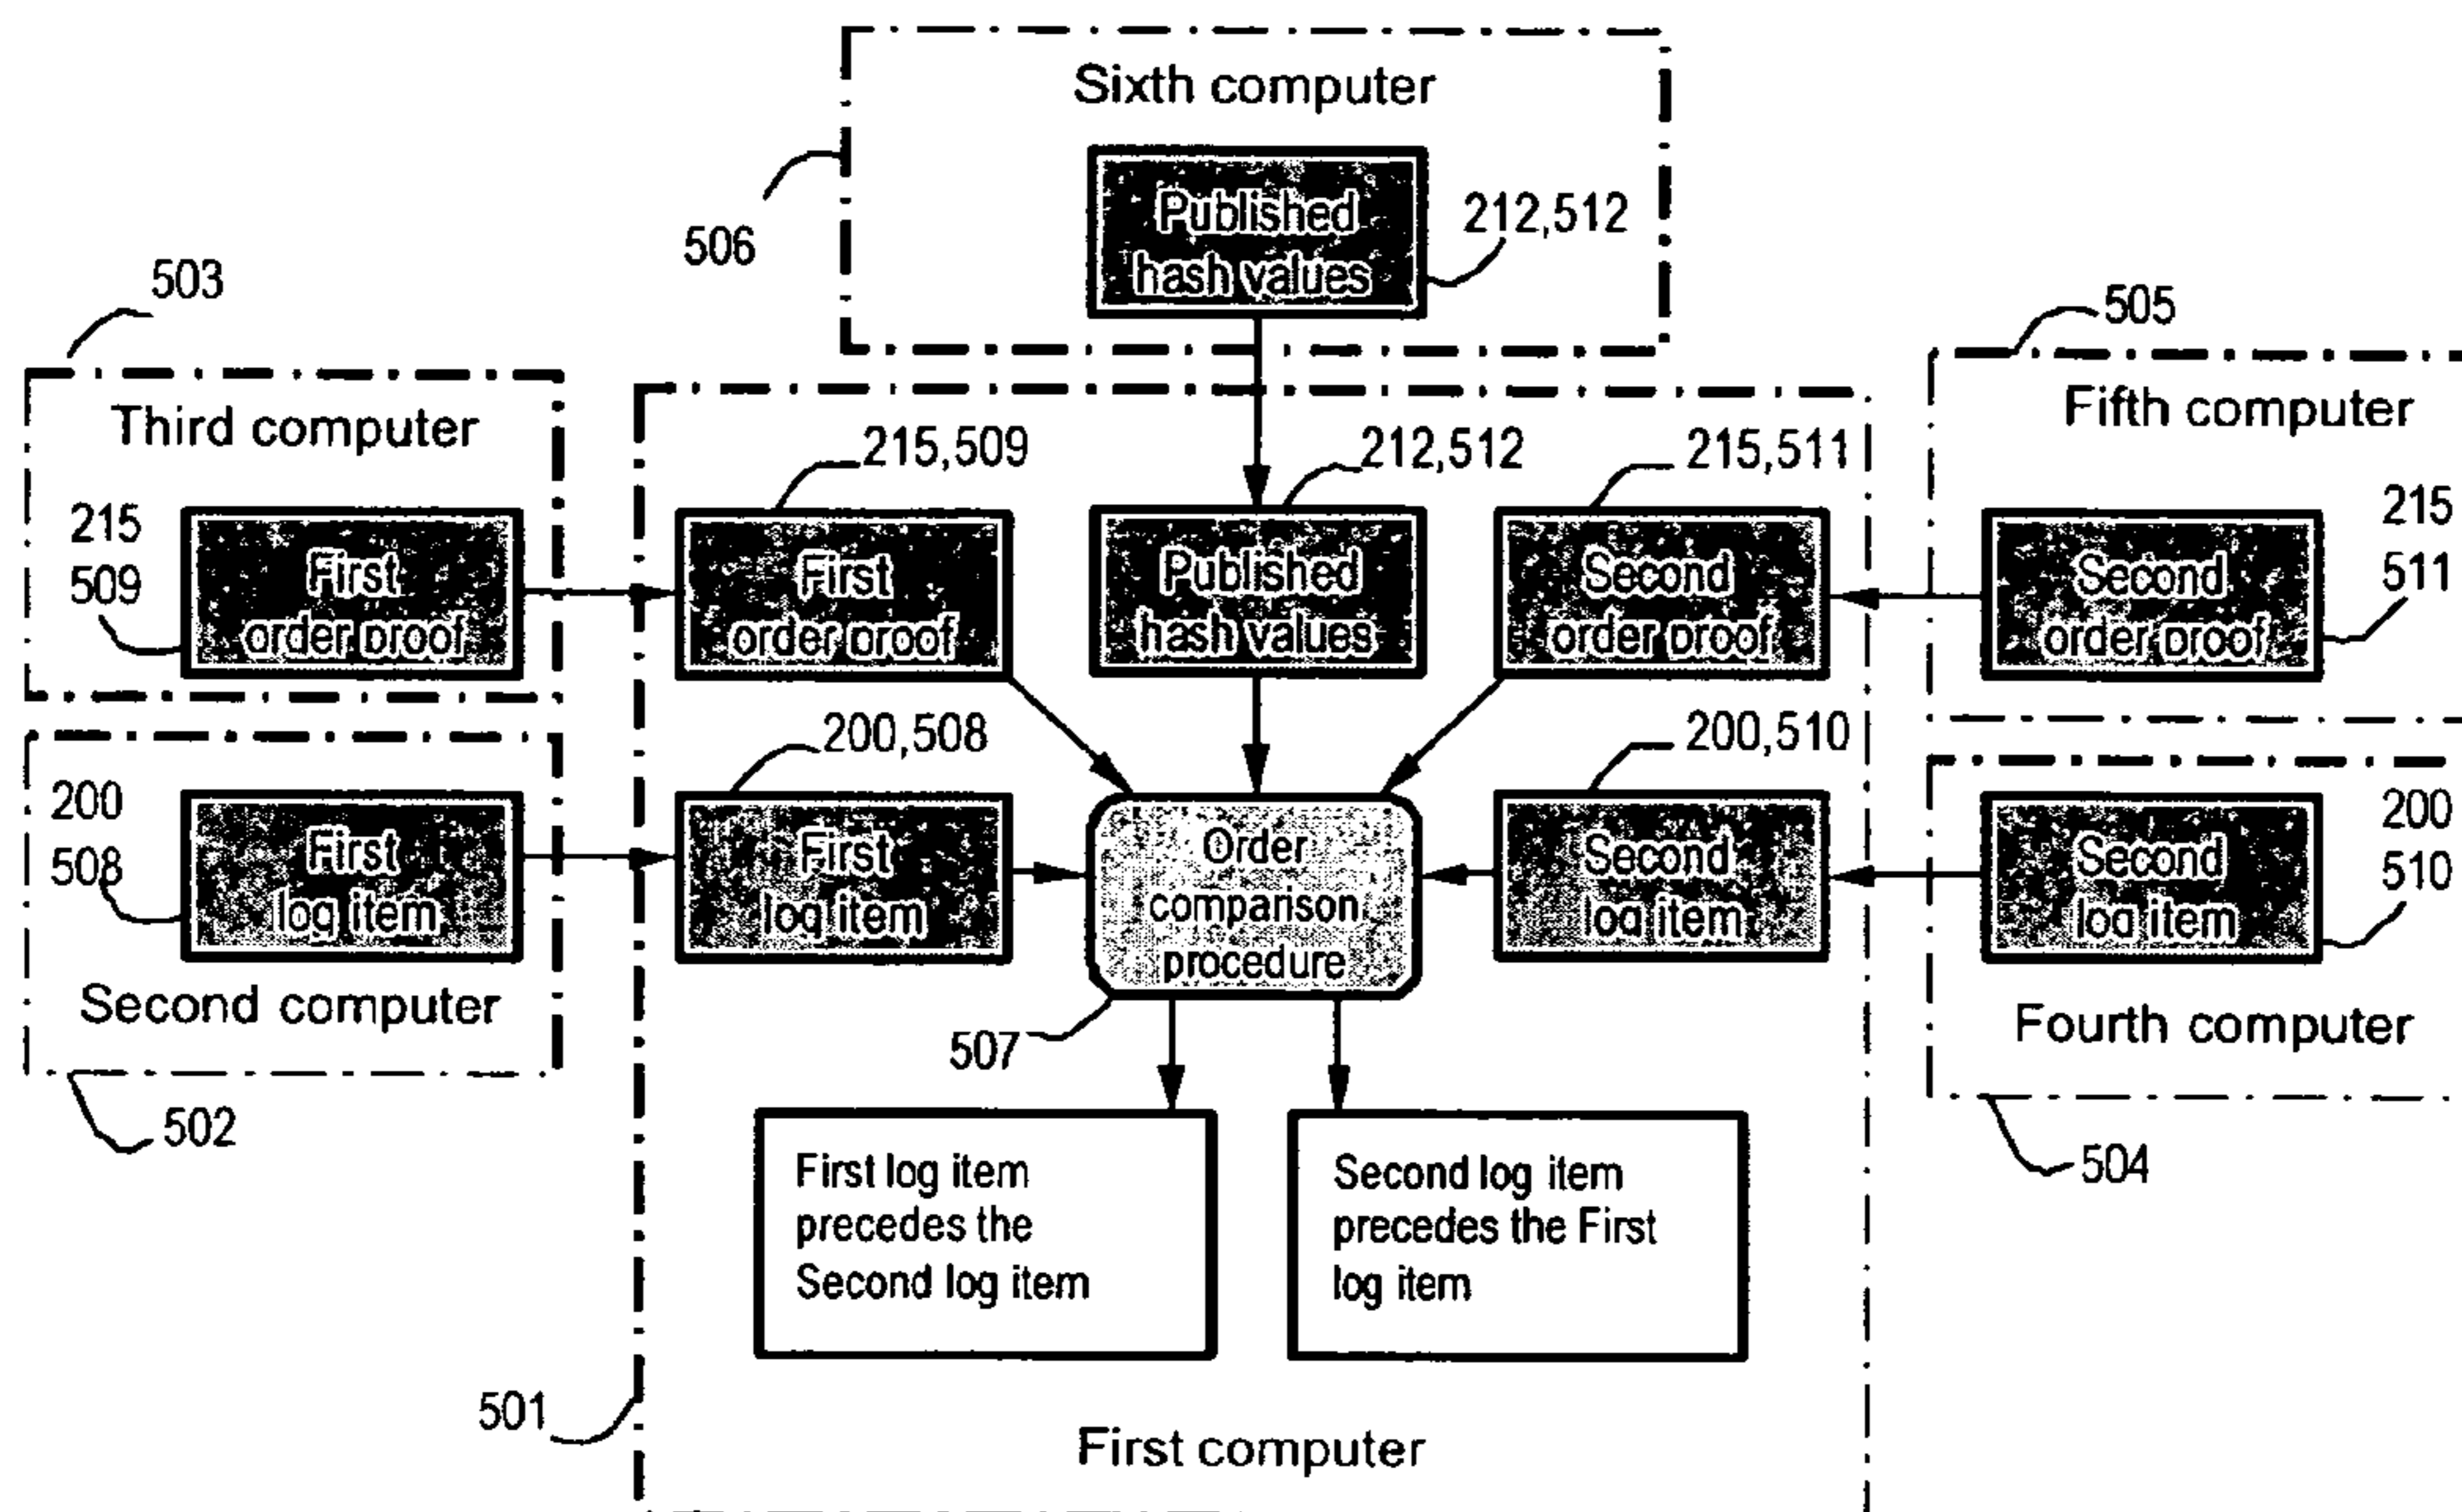 Sixth computer
Published
hash values
212,512
506
503
Third computer
215
509
First
order proof
505
Fifth computer
215
511
Second
order proof
215,509
First
order proof
212,512
Published
hash values
215,511
Second
order proof
200
508
First
log item
Second computer
502
200,508
First
log item
Order
comparison
procedure
507
200,510
Second
log item
200
510
Second
log item
Fourth computer
504
First log item
precedes the
Second log item
Second log item
precedes the First
log item
501
First computer